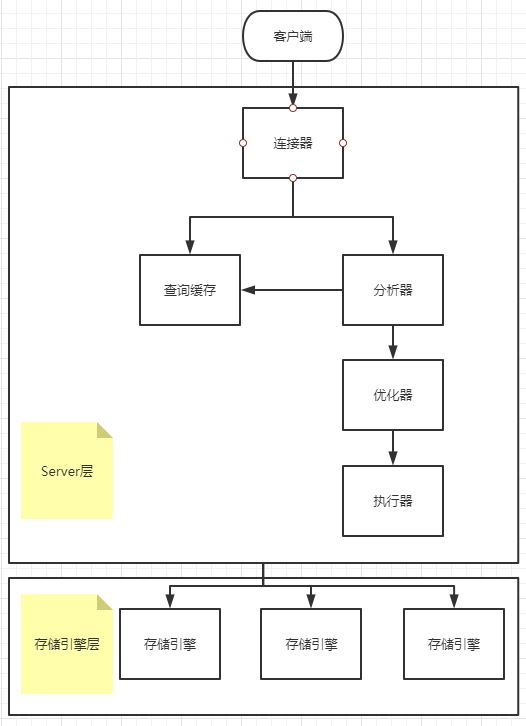 客户端
连接器
查询缓存
分析器
优化器
Server层
执行器
存储引擎层
存储引擎
存储引擎
存储引擎